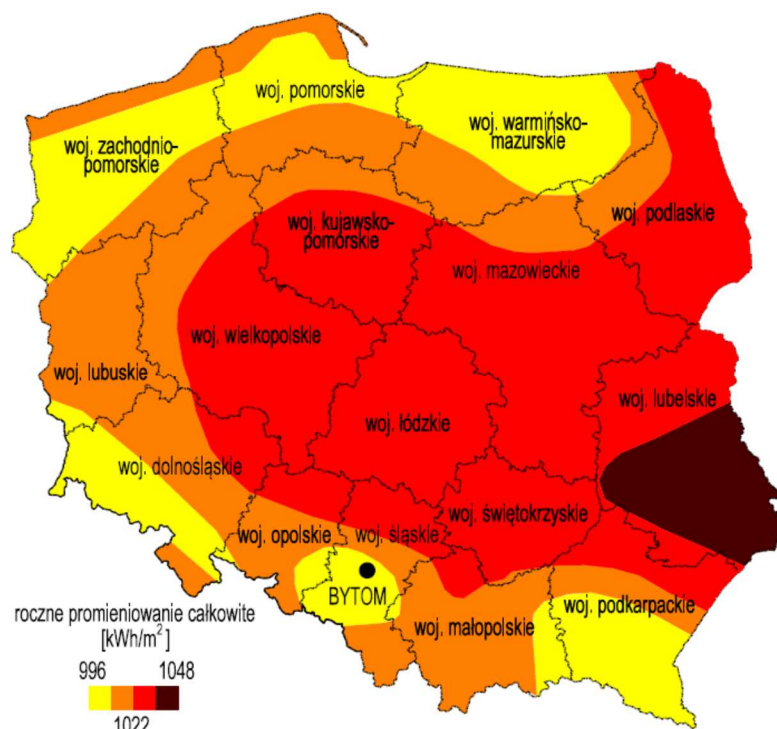 woj. pomorskie
woj. warmińsko-
mazurskie
woj. zachodnio-
pomorskie
woj. podlaskie
woj. kujawsko-
pomorskie
woj. mazowieckie
woj. wielkopolskie
woj. lubuskie
woj. lubelskie
woj. łódzkie
woj. dolnośląskie
woj. świętokrzyskie
woj. opolskie
woj. śląskie
BYTOM
woj. podkarpackie
woj. małopolskie
roczne promieniowanie całkowite
[kWh/m²]
996 1048
1022